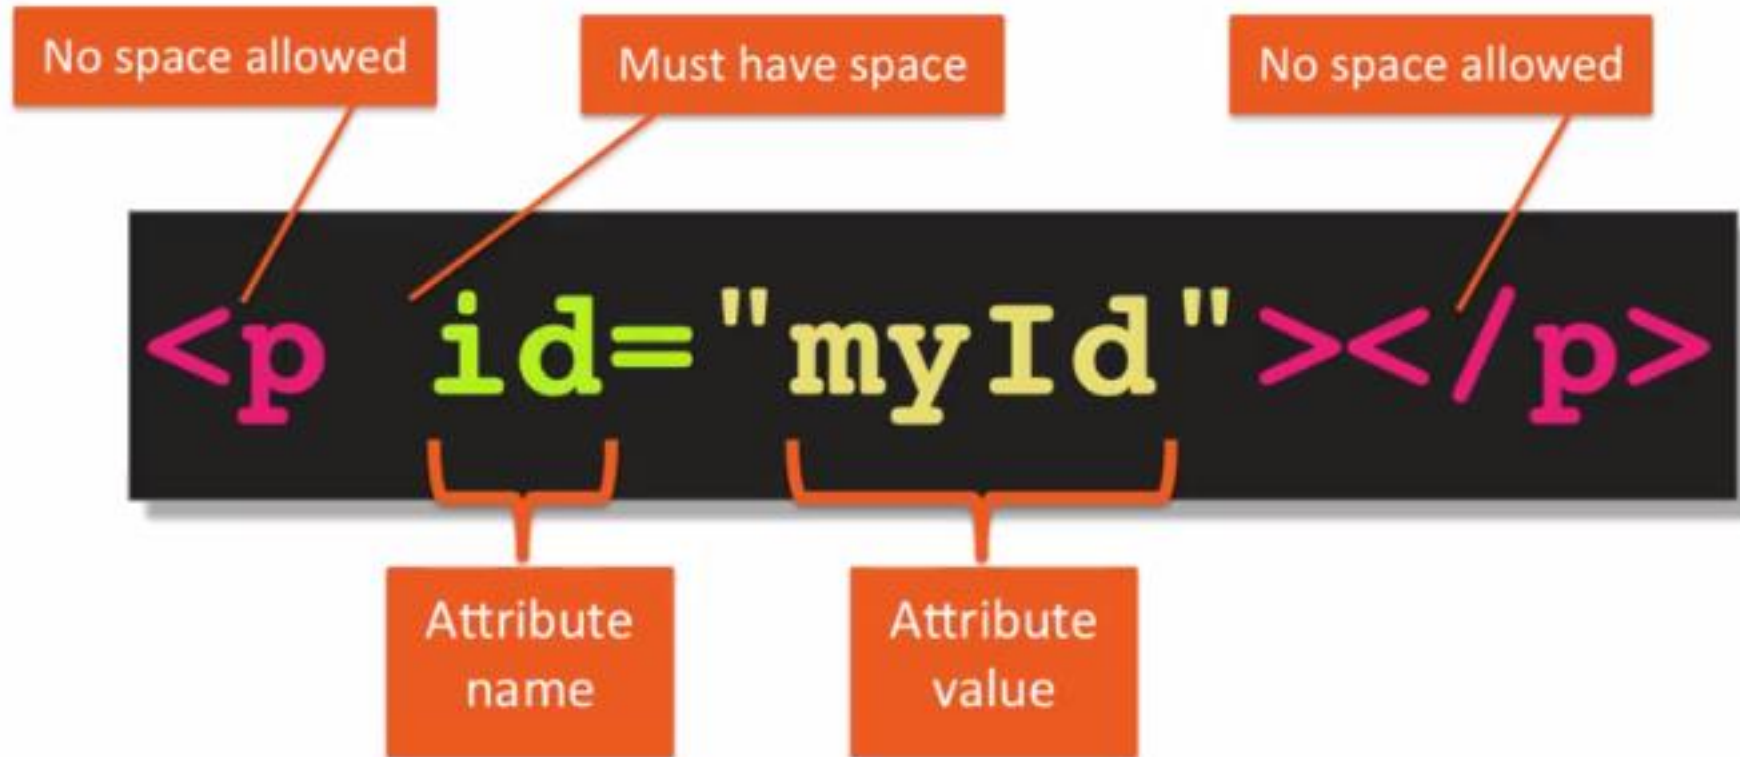 No space allowed
Must have space
No space allowed
<p id="myId"></p>
Attribute
name
Attribute
value